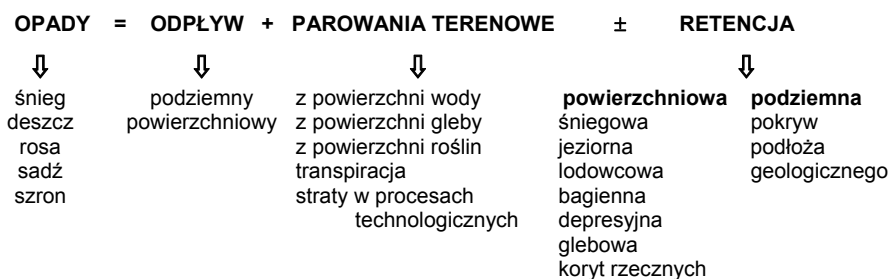 OPADY = ODPŁYW + PAROWANIA TERENOWE ± RETENCJA
⇩ ⇩ ⇩ ⇩
śnieg podziemny z powierzchni wody powierzchniowa podziemna
deszcz powierzchniowy z powierzchni gleby śniegowa pokryw
rosa z powierzchni roślin jeziorna podłoża
sadź transpiracja lodowcowa geologicznego
szron straty w procesach bagienna
technologicznych depresyjna
glebowa
koryt rzecznych